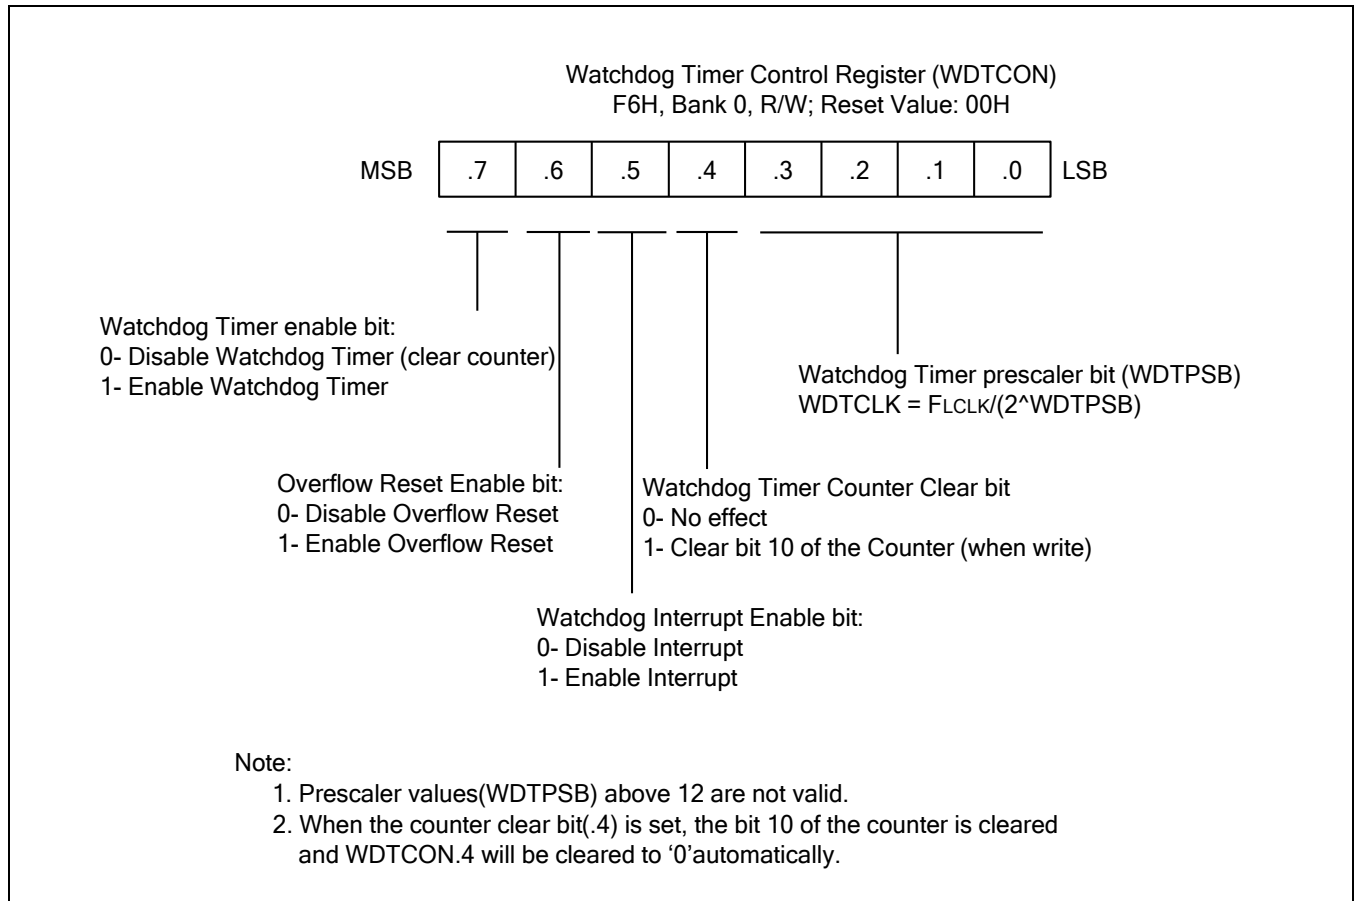 Watchdog Timer Control Register (WDTCON)
F6H, Bank 0, R/W; Reset Value: 00H
MSB .7 .6 .5 .4 .3 .2 .1 .0 LSB
Watchdog Timer enable bit:
0- Disable Watchdog Timer (clear counter)
1- Enable Watchdog Timer
Watchdog Timer prescaler bit (WDTPSB)
WDTCLK = FLCLK/(2^WDTPSB)
Overflow Reset Enable bit:
0- Disable Overflow Reset
1- Enable Overflow Reset
Watchdog Timer Counter Clear bit
0- No effect
1- Clear bit 10 of the Counter (when write)
Watchdog Interrupt Enable bit:
0- Disable Interrupt
1- Enable Interrupt
Note:
1. Prescaler values(WDTPSB) above 12 are not valid.
2. When the counter clear bit(.4) is set, the bit 10 of the counter is cleared
and WDTCON.4 will be cleared to ‘0’automatically.